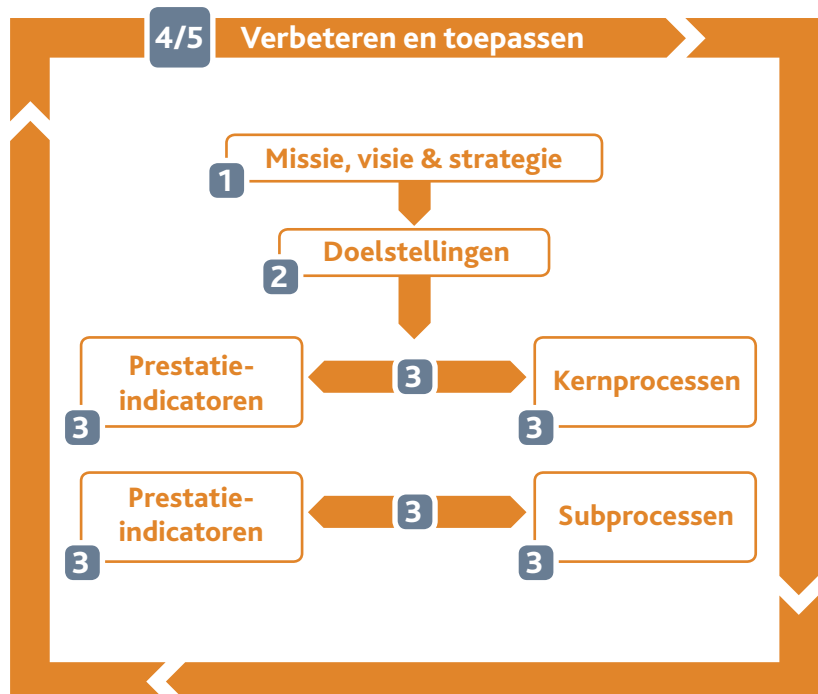 4/5 Verbeteren en toepassen
Missie, visie & strategie
1
Doelstellingen
2
Prestatie-
indicatoren
3
3
Kernprocessen
3
Prestatie-
indicatoren
3
3
Subprocessen
3